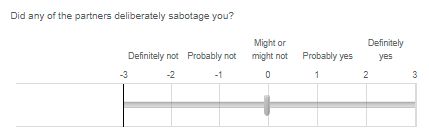 Did any of the partners deliberately sabotage you?
Definitely not Probably not Might or might not Probably yes Definitely yes
-3 -2 -1 0 1 2 3